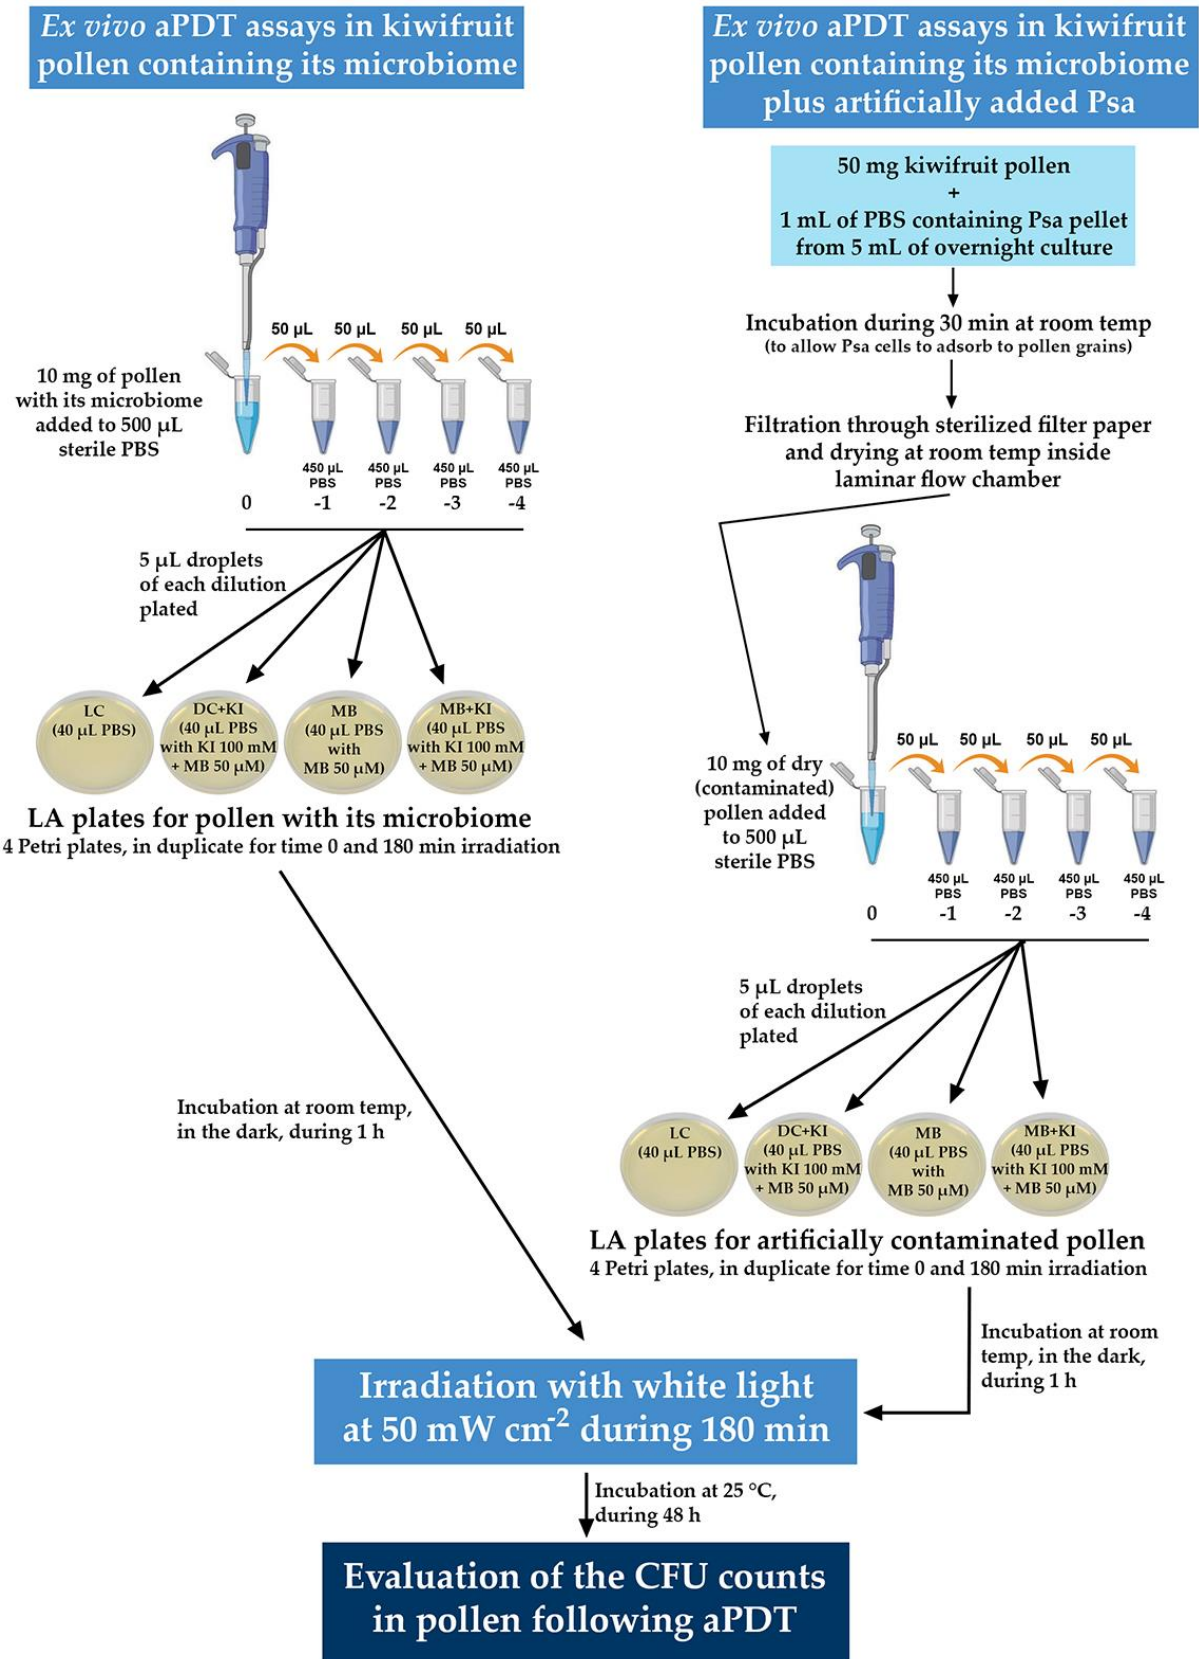 Ex vivo aPDT assays in kiwifruit
pollen containing its microbiome
50 µL
50 µL
50 µL
50 µL
10 mg of pollen
with its microbiome
added to 500 µL
sterile PBS
450 µL
PBS
450 µL
PBS
450 µL
PBS
450 µL
PBS
0
-1
-2
-3
-4
5 µL droplets
of each dilution
plated
LC
(40 µL PBS)
DC+KI
(40 µL PBS
with KI 100 mM
+ MB 50 µM)
MB
(40 µL PBS
with
MB 50 µM)
MB+KI
(40 µL PBS
with KI 100 mM
+ MB 50 µM)
LA plates for pollen with its microbiome
4 Petri plates, in duplicate for time 0 and 180 min irradiation
Incubation at room temp,
in the dark, during 1 h
Ex vivo aPDT assays in kiwifruit
pollen containing its microbiome
plus artificially added Psa
50 mg kiwifruit pollen
+
1 mL of PBS containing Psa pellet
from 5 mL of overnight culture
Incubation during 30 min at room temp
(to allow Psa cells to adsorb to pollen grains)
Filtration through sterilized filter paper
and drying at room temp inside
laminar flow chamber
50 µL
50 µL
50 µL
50 µL
10 mg of dry
(contaminated)
pollen added
to 500 µL
sterile PBS
450 µL
PBS
450 µL
PBS
450 µL
PBS
450 µL
PBS
0
-1
-2
-3
-4
5 µL droplets
of each dilution
plated
LC
(40 µL PBS)
DC+KI
(40 µL PBS
with KI 100 mM
+ MB 50 µM)
MB
(40 µL PBS
with
MB 50 µM)
MB+KI
(40 µL PBS
with KI 100 mM
+ MB 50 µM)
LA plates for artificially contaminated pollen
4 Petri plates, in duplicate for time 0 and 180 min irradiation
Incubation at room
temp, in the dark,
during 1 h
Irradiation with white light
at 50 mW cm⁻² during 180 min
Incubation at 25 °C,
during 48 h
Evaluation of the CFU counts
in pollen following aPDT